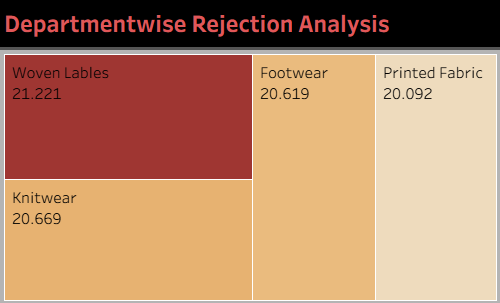 Departmentwise Rejection Analysis
Woven Lables
21.221
Knitwear
20.669
Footwear
20.619
Printed Fabric
20.092